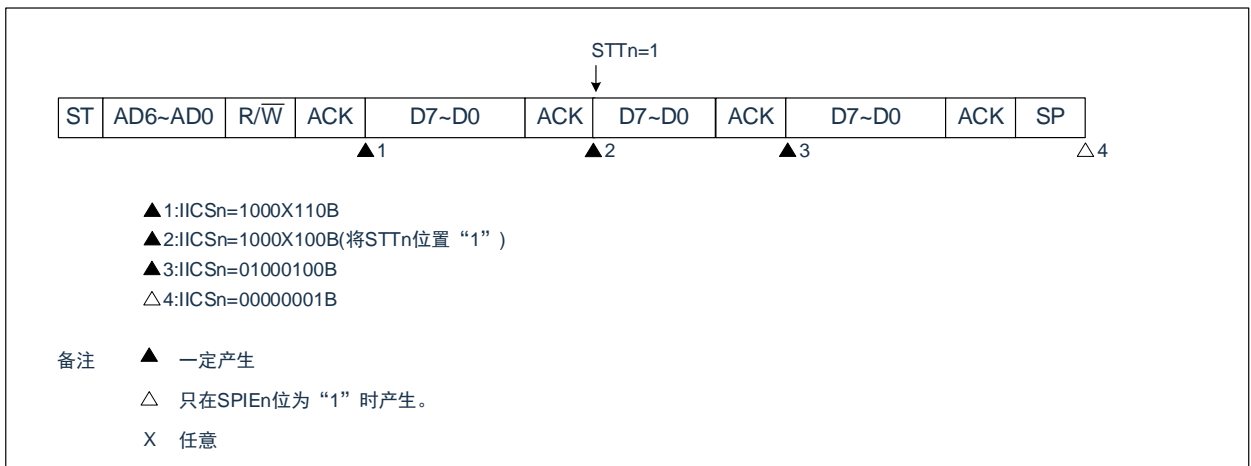 STTn=1
ST AD6~AD0 R/W̅ ACK D7~D0 ACK D7~D0 ACK D7~D0 ACK SP
▲1 ▲2 ▲3 △4
▲1:IICSn=1000X110B
▲2:IICSn=1000X100B(将STTn位置“1”)
▲3:IICSn=01000100B
△4:IICSn=00000001B
备注 ▲ 一定产生
△ 只在SPIEn位为“1”时产生。
X 任意